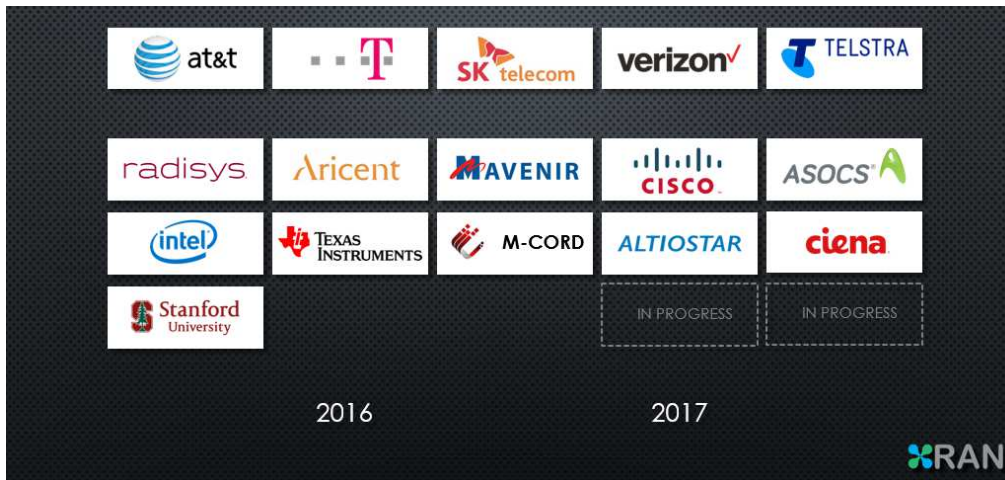 at&t
T
SK telecom
verizon
TELSTRA
radisys.
Aricent
MAVENIR
CISCO
ASOCS
intel
TEXAS
INSTRUMENTS
M-CORD
ALTIOSTAR
ciena
Stanford
University
IN PROGRESS
IN PROGRESS
2016
2017
XRAN